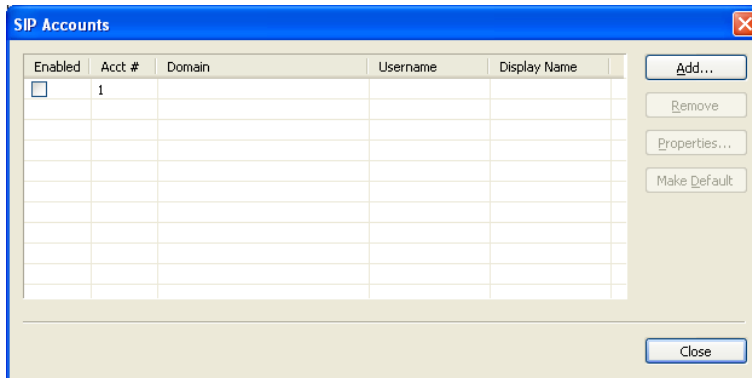 SIP Accounts
Enabled Acct # Domain Username Display Name
1
Add...
Remove
Properties...
Make Default
Close